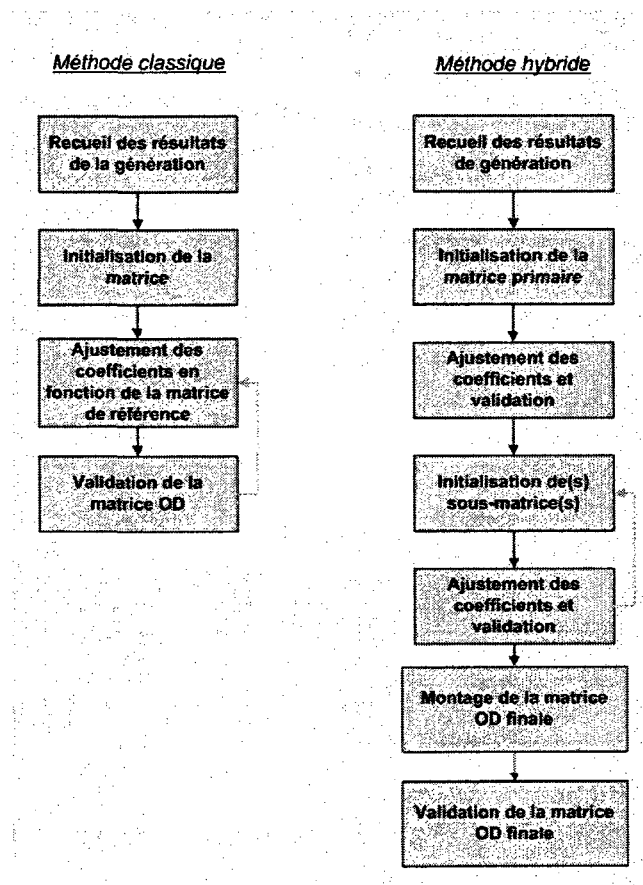 Méthode classique
Recueil des résultats
de la génération
Initialisation de la
matrice
Ajustement des
coefficients en
fonction de la matrice
de référence
Validation de la
matrice OD
Méthode hybride
Recueil des résultats
de génération
Initialisation de la
matrice primaire
Ajustement des
coefficients et
validation
Initialisation de(s)
sous-matrice(s)
Ajustement des
coefficients et
validation
Montage de la matrice
OD finale
Validation de la matrice
OD finale